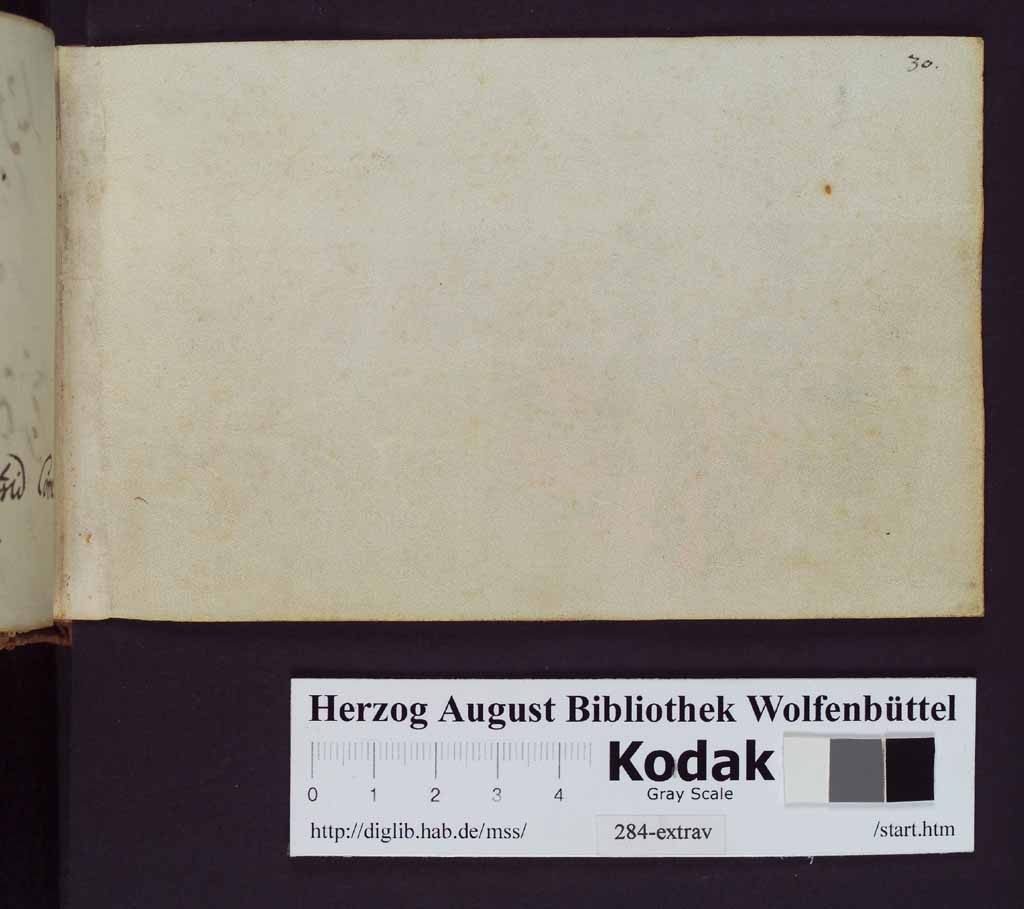 30.
Herzog August Bibliothek Wolfenbüttel
Kodak
Gray Scale
0 1 2 3 4
http://diglib.hab.de/mss/ 284-extrav /start.htm